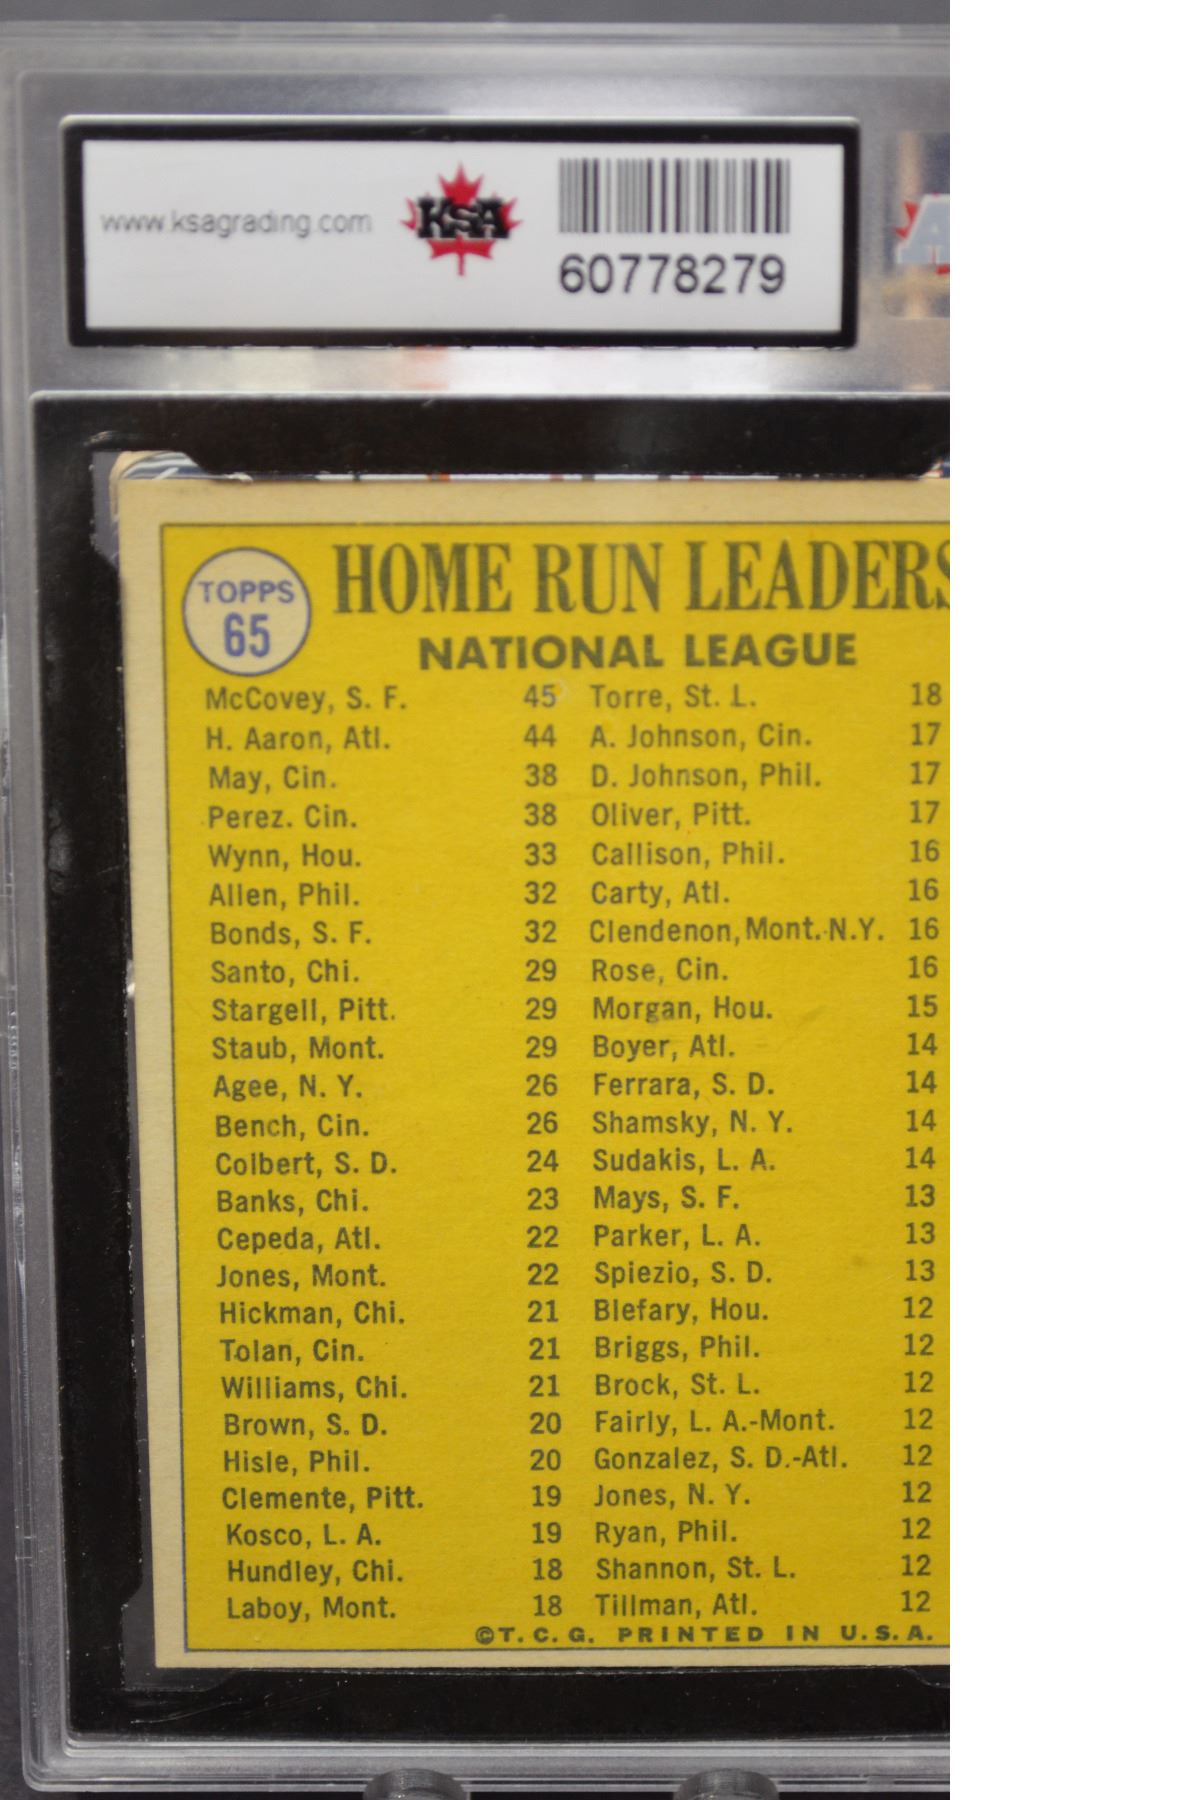 www.ksagrading.com
KSA
60778279
TOPPS
65
HOME RUN LEADERS
NATIONAL LEAGUE
McCovey, S. F. 45
H. Aaron, Atl. 44
May, Cin. 38
Perez. Cin. 38
Wynn, Hou. 33
Allen, Phil. 32
Bonds, S. F. 32
Santo, Chi. 29
Stargell, Pitt. 29
Staub, Mont. 29
Agee, N. Y. 26
Bench, Cin. 26
Colbert, S. D. 24
Banks, Chi. 23
Cepeda, Atl. 22
Jones, Mont. 22
Hickman, Chi. 21
Tolan, Cin. 21
Williams, Chi. 21
Brown, S. D. 20
Hisle, Phil. 20
Clemente, Pitt. 19
Kosco, L. A. 19
Hundley, Chi. 18
Laboy, Mont. 18
Torre, St. L. 18
A. Johnson, Cin. 17
D. Johnson, Phil. 17
Oliver, Pitt. 17
Callison, Phil. 16
Carty, Atl. 16
Clendenon, Mont.-N.Y. 16
Rose, Cin. 16
Morgan, Hou. 15
Boyer, Atl. 14
Ferrara, S. D. 14
Shamsky, N. Y. 14
Sudakis, L. A. 14
Mays, S. F. 13
Parker, L. A. 13
Spiezio, S. D. 13
Blefary, Hou. 12
Briggs, Phil. 12
Brock, St. L. 12
Fairly, L. A.-Mont. 12
Gonzalez, S. D.-Atl. 12
Jones, N. Y. 12
Ryan, Phil. 12
Shannon, St. L. 12
Tillman, Atl. 12
©T. C. G. PRINTED IN U.S.A.